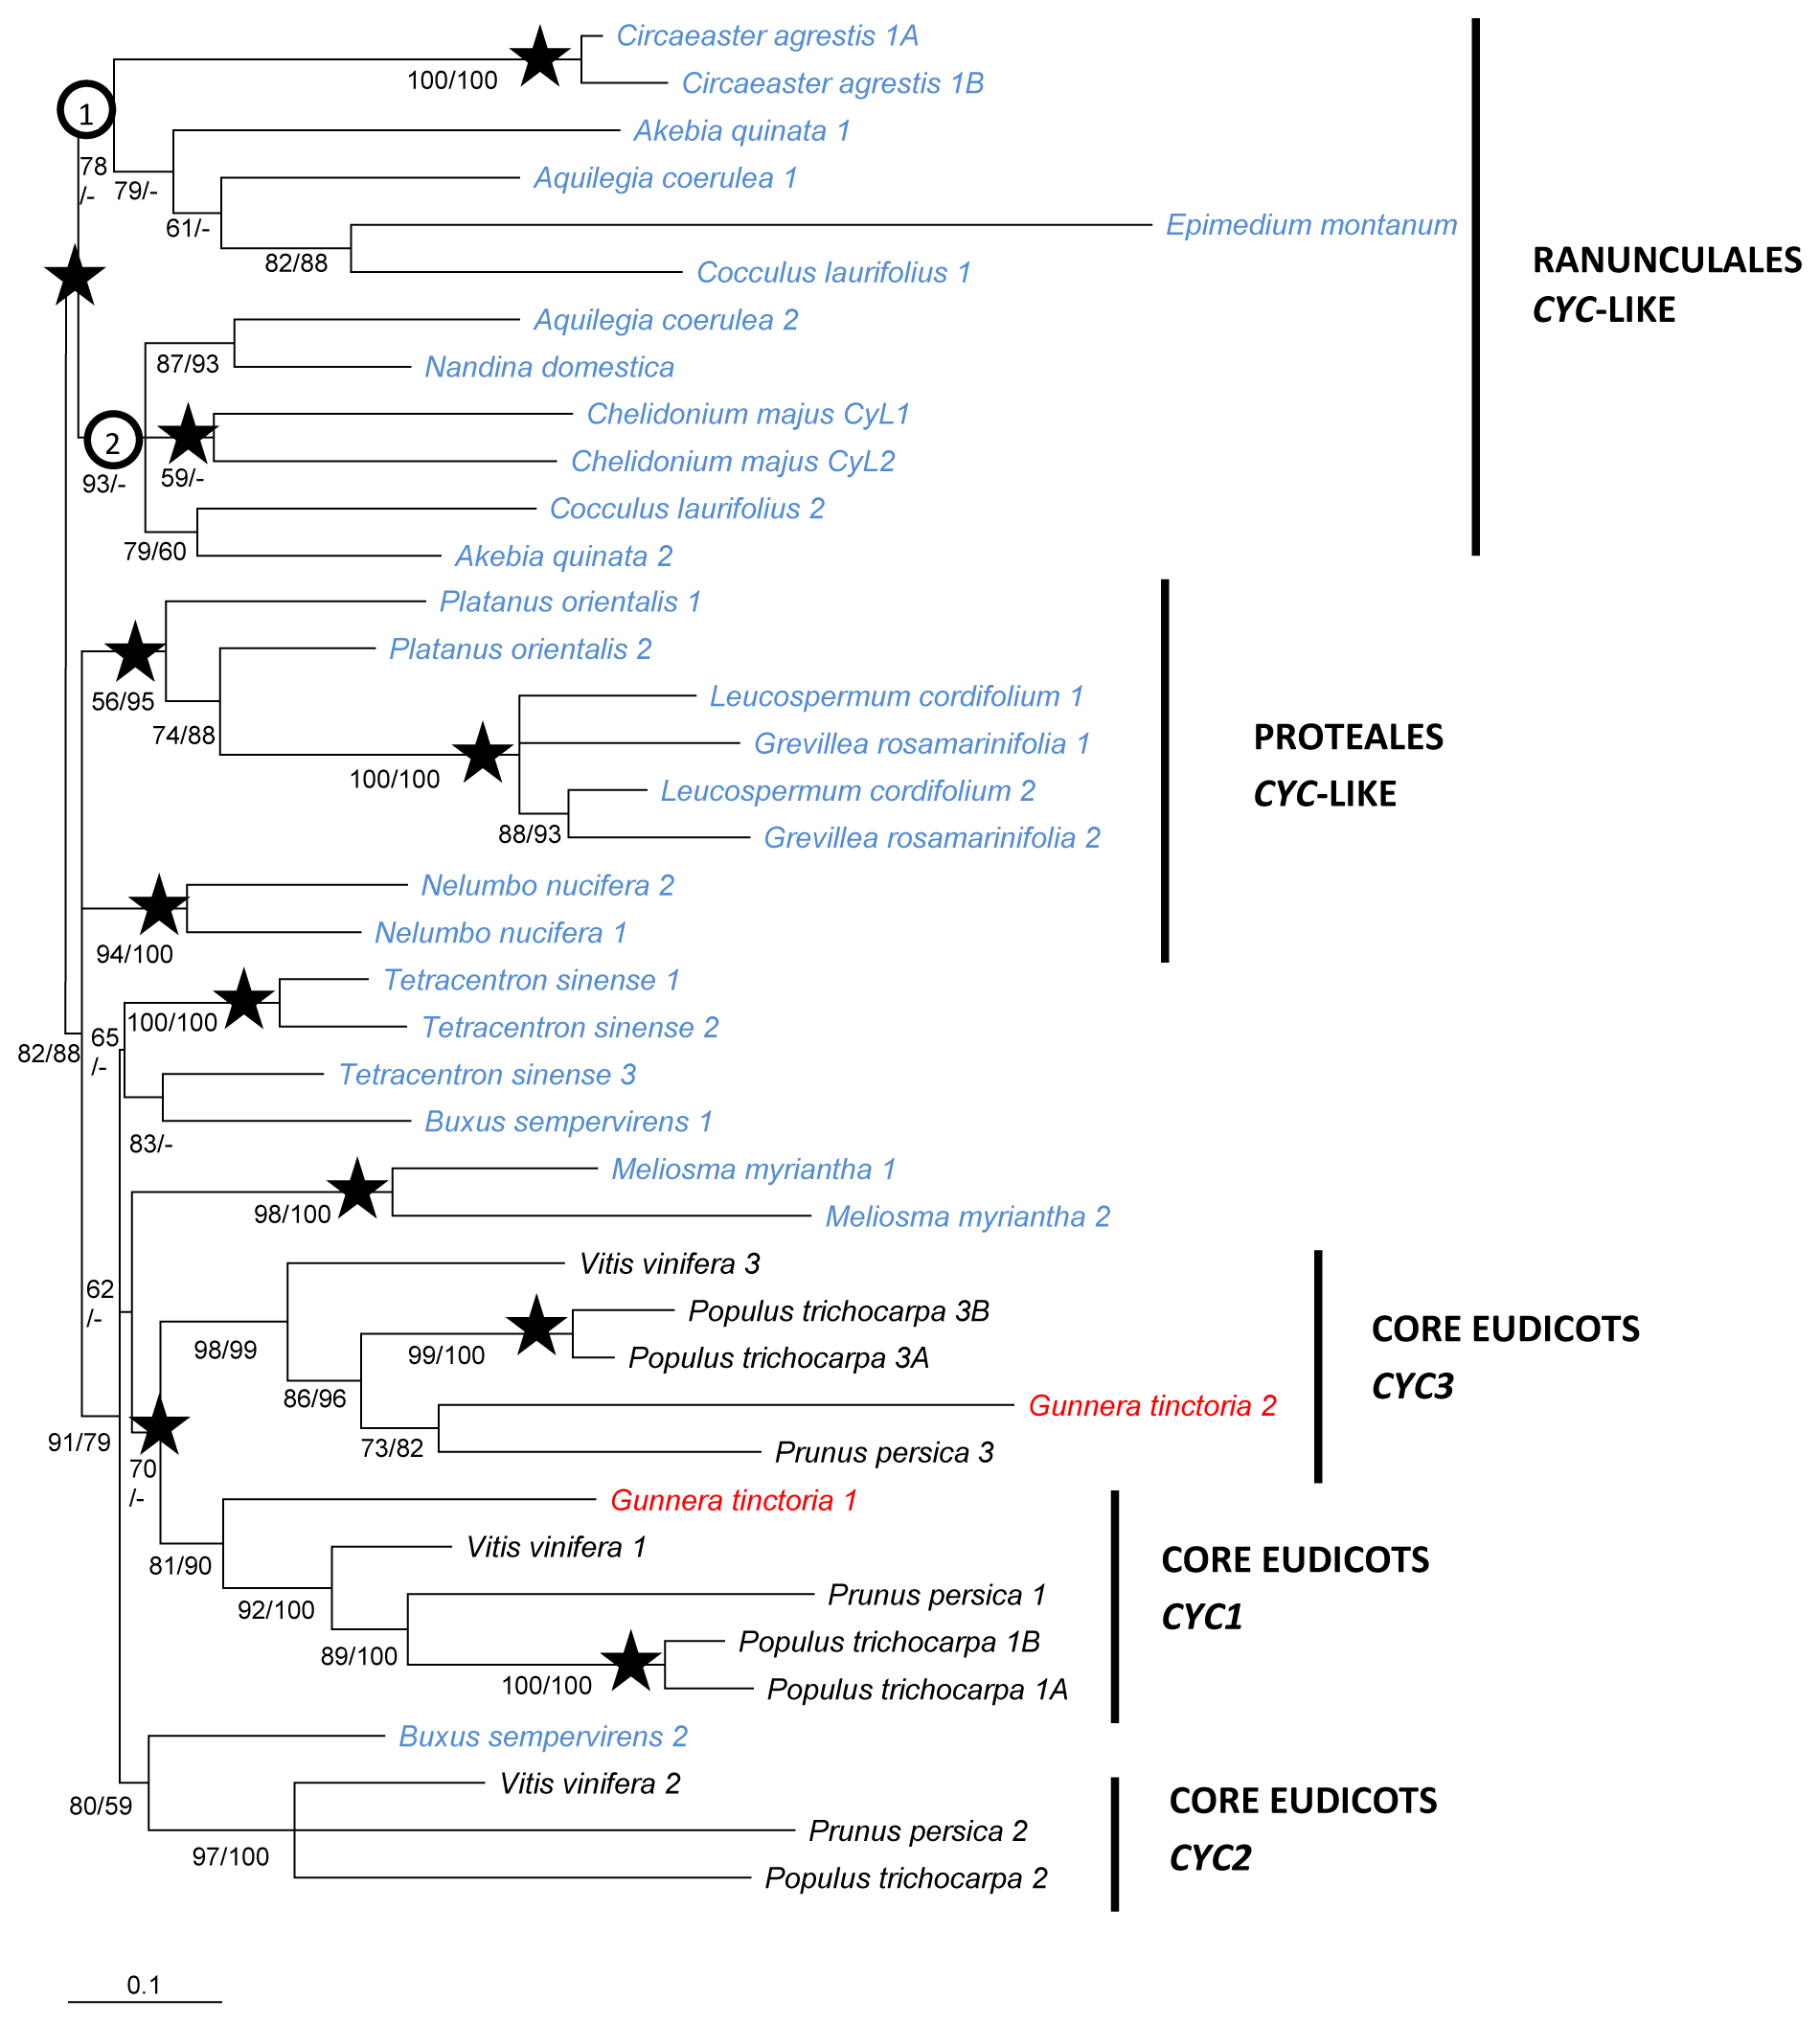 Circaeaster agrestis 1A
100/100
Circaeaster agrestis 1B
1
Akebia quinata 1
78
/-
79/-
Aquilegia coerulea 1
61/-
Epimedium montanum
82/88
Cocculus laurifolius 1
RANUNCULALES
CYC-LIKE
Aquilegia coerulea 2
87/93
Nandina domestica
Chelidonium majus CyL1
2
Chelidonium majus CyL2
93/-
59/-
Cocculus laurifolius 2
79/60
Akebia quinata 2
Platanus orientalis 1
Platanus orientalis 2
56/95
Leucospermum cordifolium 1
74/88
Grevillea rosamarinifolia 1
PROTEALES
CYC-LIKE
100/100
Leucospermum cordifolium 2
88/93
Grevillea rosamarinifolia 2
Nelumbo nucifera 2
Nelumbo nucifera 1
94/100
Tetracentron sinense 1
100/100
Tetracentron sinense 2
82/88
65
/-
Tetracentron sinense 3
Buxus sempervirens 1
83/-
Meliosma myriantha 1
98/100
Meliosma myriantha 2
Vitis vinifera 3
62
/-
Populus trichocarpa 3B
98/99
99/100
Populus trichocarpa 3A
CORE EUDICOTS
CYC3
86/96
Gunnera tinctoria 2
91/79
73/82
Prunus persica 3
70
/-
Gunnera tinctoria 1
Vitis vinifera 1
81/90
CORE EUDICOTS
CYC1
Prunus persica 1
92/100
Populus trichocarpa 1B
89/100
100/100
Populus trichocarpa 1A
Buxus sempervirens 2
Vitis vinifera 2
80/59
CORE EUDICOTS
CYC2
Prunus persica 2
97/100
Populus trichocarpa 2
0.1